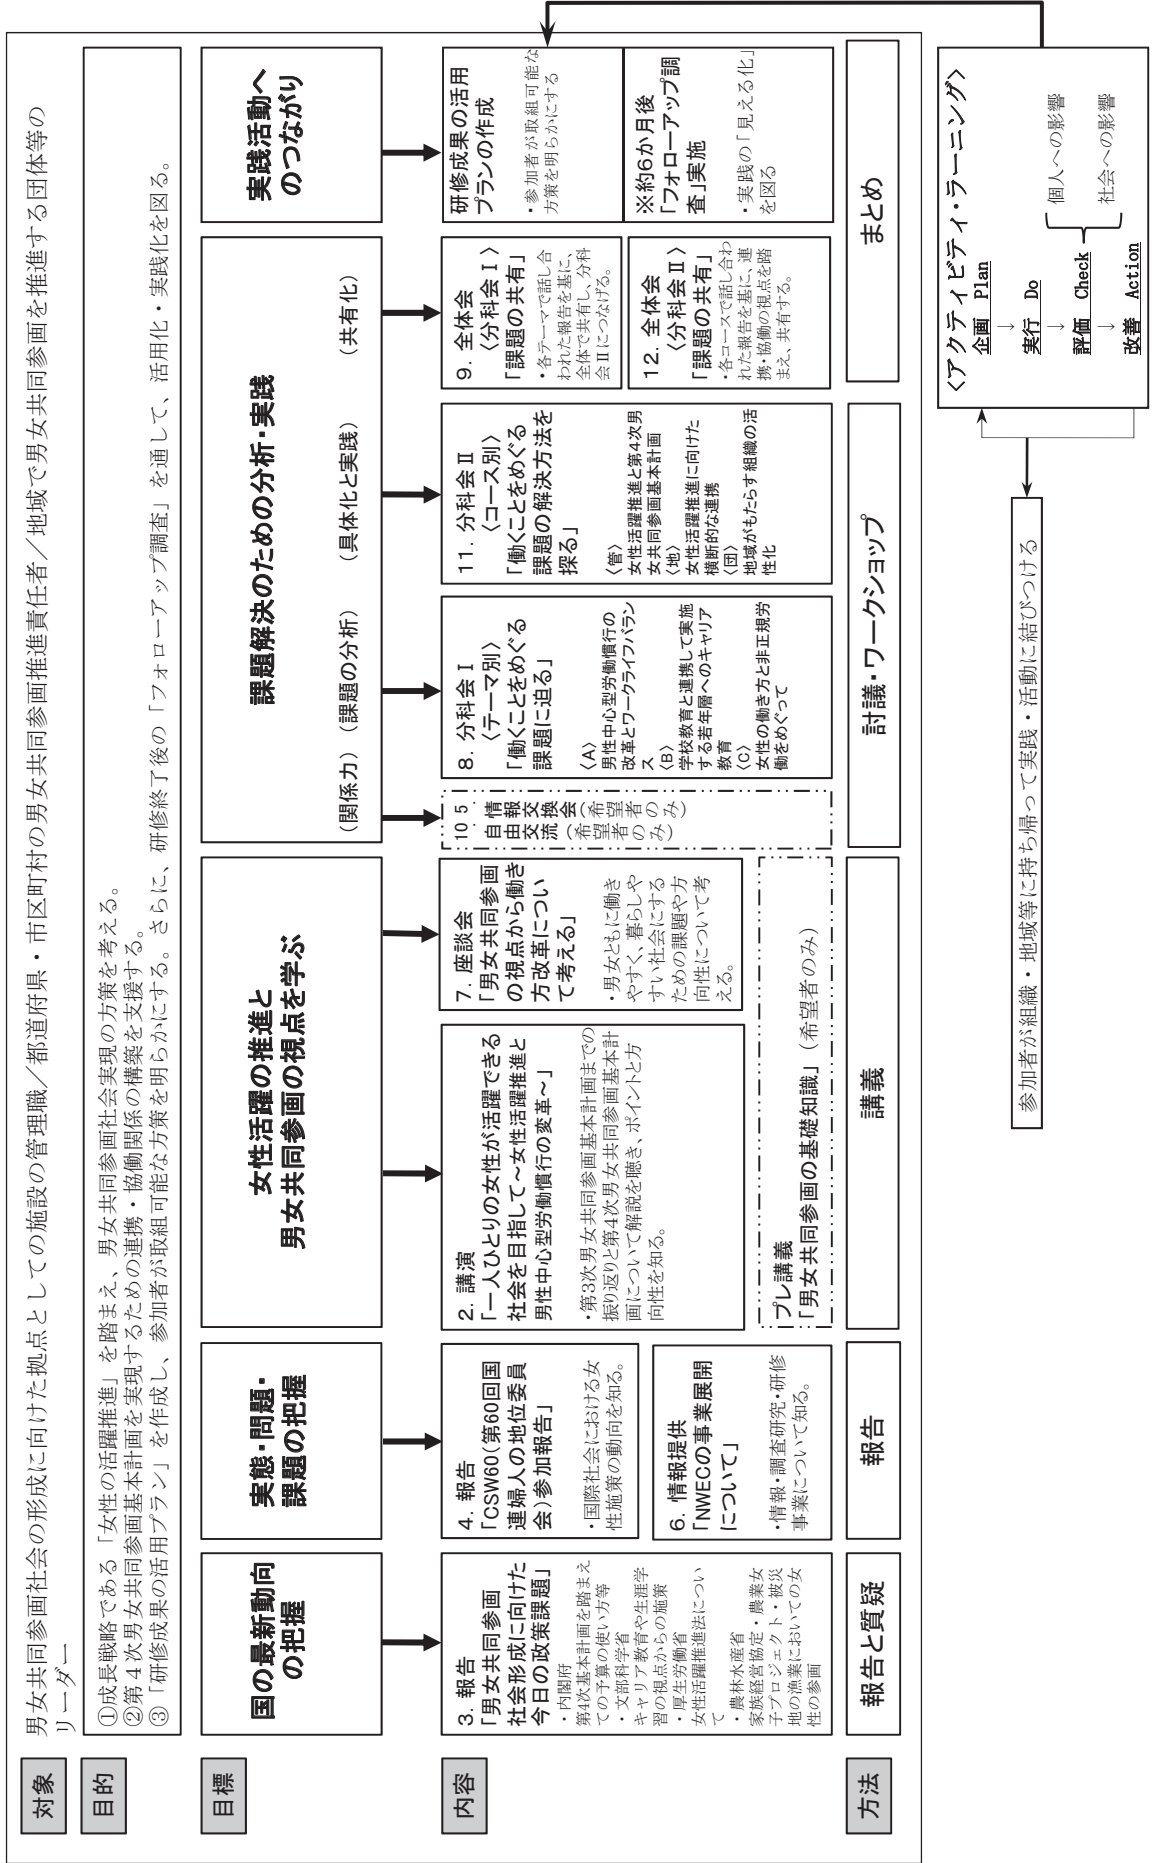 対象
男女共同参画社会の形成に向けた拠点としての施設の管理職／都道府県・市区町村の男女共同参画推進責任者／地域で男女共同参画を推進する団体等の
リーダー
目的
①成長戦略である「女性の活躍推進」を踏まえ、男女共同参画社会実現の方策を考える。
②第４次男女共同参画基本計画を実現するための連携・協働関係の構築を支援する。
③「研修成果の活用プラン」を作成し、参加者が取組可能な方策を明らかにする。さらに、研修終了後の「フォローアップ調査」を通して、活用化・実践化を図る。
目標
国の最新動向
の把握
実態・問題・
課題の把握
女性活躍の推進と
男女共同参画の視点を学ぶ
課題解決のための分析・実践
（関係力）（課題の分析）　（具体化と実践）　（共有化）
実践活動へ
のつながり
内容
3. 報告
「男女共同参画
社会形成に向けた
今日の政策課題」
・内閣府
第4次基本計画を踏まえ
ての予算の使い方等
・文部科学省
キャリア教育や生涯学
習の視点からの施策
・厚生労働省
女性活躍推進法につい
て
・農林水産省
家族経営協定・農業女
子プロジェクト・被災
地の漁業においての女
性の参画
4. 報告
「CSW60（第60回国
連婦人の地位委員
会）参加報告」
・国際社会における女
性施策の動向を知る。
6. 情報提供
「NWECの事業展開
について」
・情報・調査研究・研修
事業について知る。
2. 講演
「一人ひとりの女性が活躍できる
社会を目指して～女性活躍推進と
男性中心型労働慣行の変革～」
・第3次男女共同参画基本計画までの
振り返りと第4次男女共同参画基本計
画について解説を聴き、ポイントと方
向性を知る。
7. 座談会
「男女共同参画
の視点から働き
方改革につい
て考える」
・男女ともに働き
やすく、暮らしや
すい社会にする
ための課題や方
向性について考
える。
プレ講義
「男女共同参画の基礎知識」（希望者のみ）
5. 情報交換会（希望者のみ）
10. 自由交流（希望者のみ）
8. 分科会Ⅰ
〈テーマ別〉
「働くことをめぐる
課題に迫る」
〈A〉
男性中心型労働慣行の
改革とワークライフバラン
ス
〈B〉
学校教育と連携して実施
する若年層へのキャリア
教育
〈C〉
女性の働き方と非正規労
働をめぐって
11. 分科会Ⅱ
〈コース別〉
「働くことをめぐる
課題の解決方法を
探る」
〈管〉
女性活躍推進と第4次男
女共同参画基本計画
〈地〉
女性活躍推進に向けた
横断的な連携
〈団〉
地域がもたらす組織の活
性化
9. 全体会
〈分科会Ⅰ〉
「課題の共有」
・各テーマで話し合
われた報告を基に、
全体で共有し、分科
会Ⅱにつなげる。
12. 全体会
〈分科会Ⅱ〉
「課題の共有」
・各コースで話し合わ
れた報告を基に、連
携・協働の視点を踏
まえ、共有する。
研修成果の活用
プランの作成
・参加者が取組可能な
方策を明らかにする
※約6か月後
「フォローアップ調
査」実施
・実践の「見える化」
を図る
方法
報告と質疑
報告
講義
討議・ワークショップ
まとめ
参加者が組織・地域等に持ち帰って実践・活動に結びつける
〈アクティビティ・ラーニング〉
企画 Plan
↓
実行 Do
↓
評価 Check
個人への影響
社会への影響
↓
改善 Action